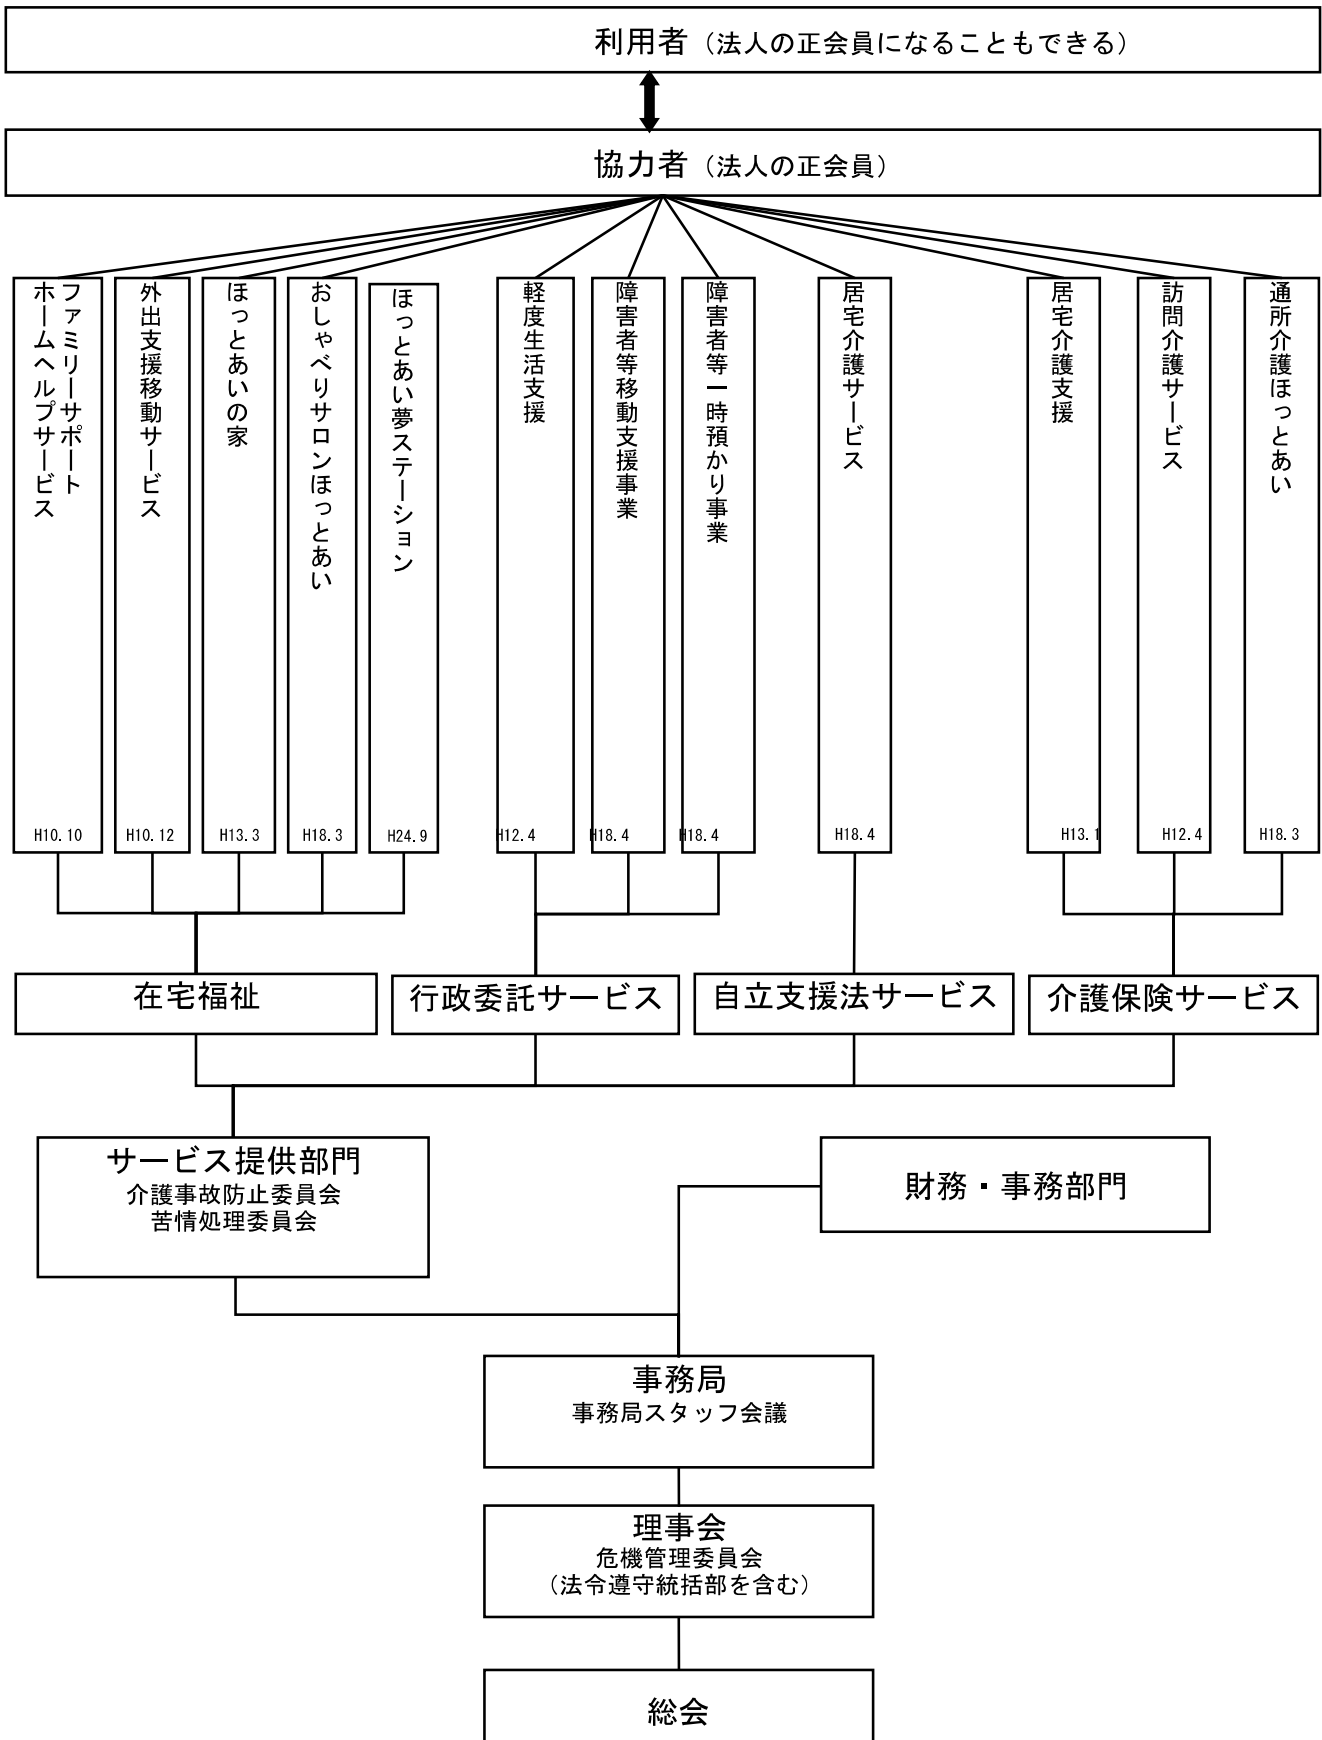 利用者（法人の正会員になることもできる）
協力者（法人の正会員）
ファミリーサポート
ホームヘルプサービス
H10.10
外出支援移動サービス
H10.12
ほっとあいの家
H13.3
おしゃべりサロンほっとあい
H18.3
ほっとあい夢ステーション
H24.9
軽度生活支援
H12.4
障害者等移動支援事業
H18.4
障害者等一時預かり事業
H18.4
居宅介護サービス
H18.4
居宅介護支援
H13.1
訪問介護サービス
H12.4
通所介護ほっとあい
H18.3
在宅福祉
行政委託サービス
自立支援法サービス
介護保険サービス
サービス提供部門
介護事故防止委員会
苦情処理委員会
財務・事務部門
事務局
事務局スタッフ会議
理事会
危機管理委員会
（法令遵守統括部を含む）
総会